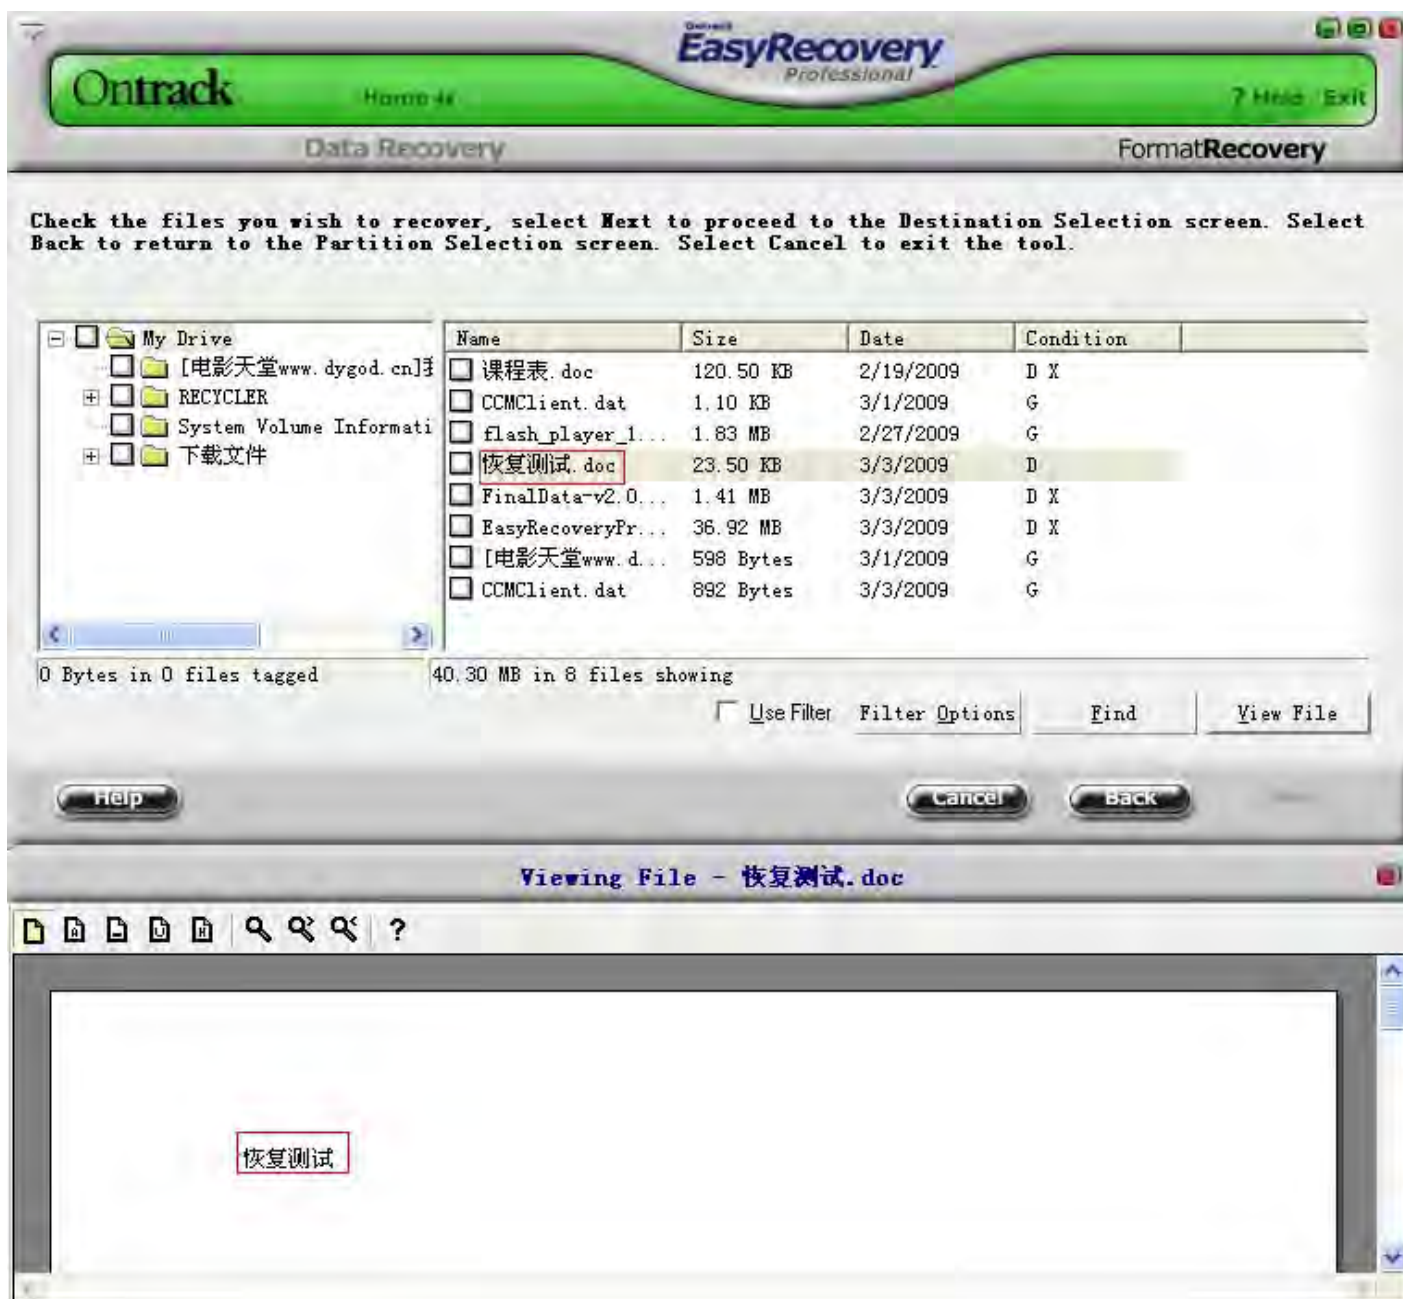 Ontrack
EasyRecovery
Professional
Ontrack
Home
? Help Exit
Data Recovery
FormatRecovery
Check the files you wish to recover, select Next to proceed to the Destination Selection screen. Select
Back to return to the Partition Selection screen. Select Cancel to exit the tool.
My Drive
[电影天堂www.dygod.cn]
RECYCLER
System Volume Informati
下载文件
Name Size Date Condition
课程表.doc 120.50 KB 2/19/2009 D X
CCMClient.dat 1.10 KB 3/1/2009 G
flash_player_1... 1.83 MB 2/27/2009 G
恢复测试.doc 23.50 KB 3/3/2009 D
FinalData-v2.0... 1.41 MB 3/3/2009 D X
EasyRecoveryPr... 36.92 MB 3/3/2009 D X
[电影天堂www.d... 598 Bytes 3/1/2009 G
CCMClient.dat 892 Bytes 3/3/2009 G
0 Bytes in 0 files tagged
40.30 MB in 8 files showing
Use Filter Filter Options Find View File
Help Cancel Back
Viewing File - 恢复测试.doc
恢复测试